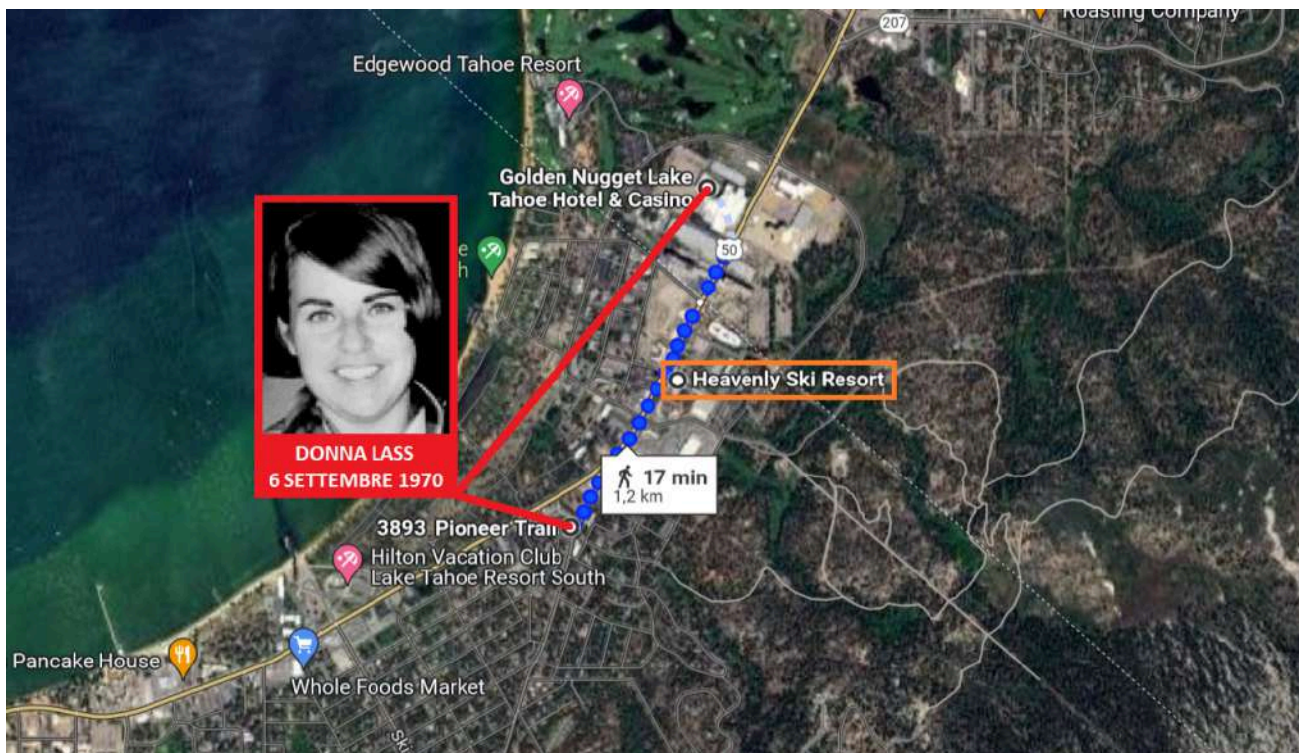 Roasting Company
207
Edgewood Tahoe Resort
Golden Nugget Lake
Tahoe Hotel & Casino
50
Heavenly Ski Resort
DONNA LASS
6 SETTEMBRE 1970
17 min
1,2 km
3893 Pioneer Trail
Hilton Vacation Club
Lake Tahoe Resort South
Pancake House
Whole Foods Market
Ski